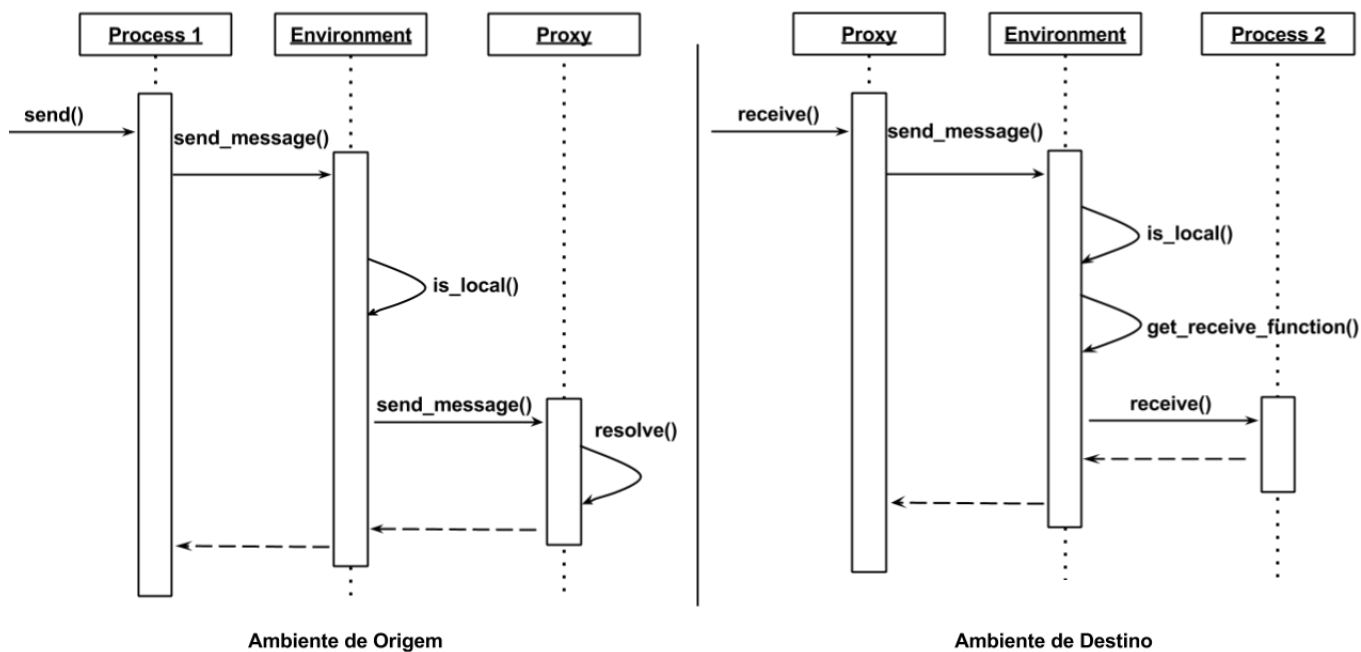 Process 1
Environment
Proxy
send()
send_message()
is_local()
send_message()
resolve()
Ambiente de Origem
Proxy
Environment
Process 2
receive()
send_message()
is_local()
get_receive_function()
receive()
Ambiente de Destino